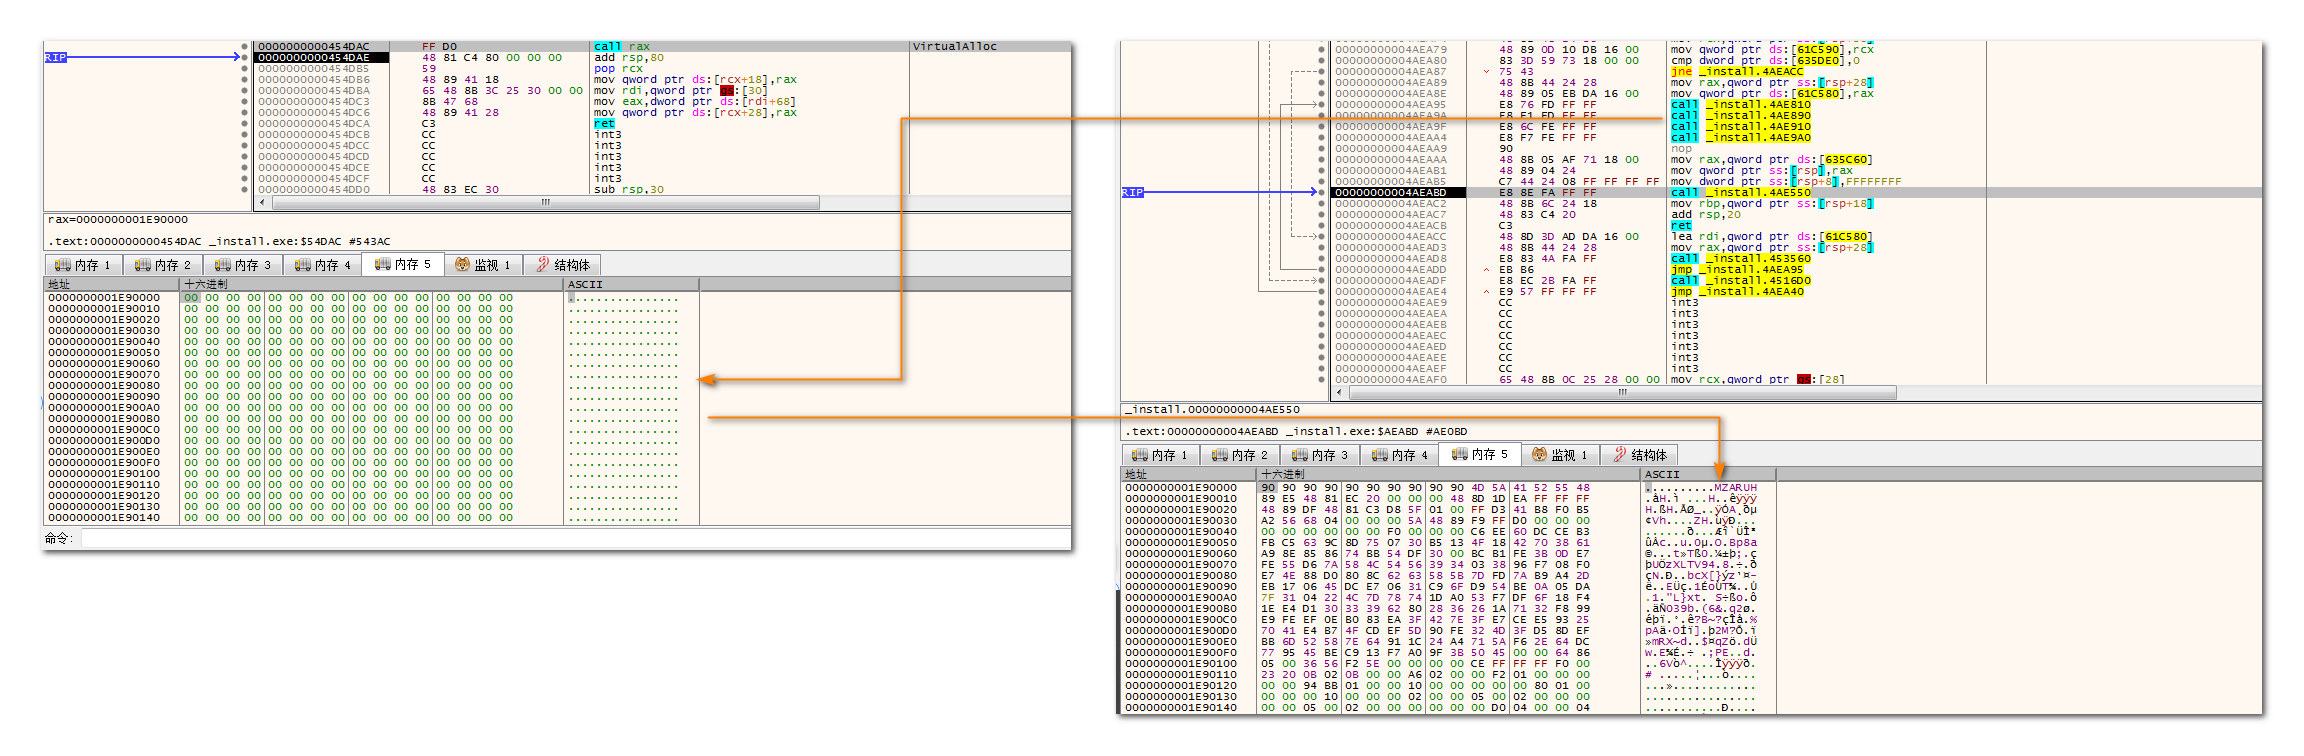 0000000000454DAC FF D0 call rax VirtualAlloc
RIP 0000000000454DAE 48 81 C4 80 00 00 00 add rsp,80
0000000000454DB5 59 pop rcx
0000000000454DB6 48 89 41 18 mov qword ptr ds:[rcx+18],rax
0000000000454DBA 65 48 8B 3C 25 30 00 00 mov rdi,qword ptr gs:[30]
0000000000454DC3 8B 47 68 mov eax,dword ptr ds:[rdi+68]
0000000000454DC6 48 89 41 28 mov qword ptr ds:[rcx+28],rax
0000000000454DCA C3 ret
0000000000454DCB CC int3
0000000000454DCC CC int3
0000000000454DCD CC int3
0000000000454DCE CC int3
0000000000454DCF CC int3
0000000000454DD0 48 83 EC 30 sub rsp,30
rax=0000000001E90000
.text:0000000000454DAC _install.exe:$54DAC #543AC
内存 1 内存 2 内存 3 内存 4 内存 5 监视 1 结构体
地址 十六进制 ASCII
0000000001E90000 00 00 00 00 00 00 00 00 00 00 00 00 00 00 00 00 ................
0000000001E90010 00 00 00 00 00 00 00 00 00 00 00 00 00 00 00 00 ................
0000000001E90020 00 00 00 00 00 00 00 00 00 00 00 00 00 00 00 00 ................
0000000001E90030 00 00 00 00 00 00 00 00 00 00 00 00 00 00 00 00 ................
0000000001E90040 00 00 00 00 00 00 00 00 00 00 00 00 00 00 00 00 ................
0000000001E90050 00 00 00 00 00 00 00 00 00 00 00 00 00 00 00 00 ................
0000000001E90060 00 00 00 00 00 00 00 00 00 00 00 00 00 00 00 00 ................
0000000001E90070 00 00 00 00 00 00 00 00 00 00 00 00 00 00 00 00 ................
0000000001E90080 00 00 00 00 00 00 00 00 00 00 00 00 00 00 00 00 ................
0000000001E90090 00 00 00 00 00 00 00 00 00 00 00 00 00 00 00 00 ................
0000000001E900A0 00 00 00 00 00 00 00 00 00 00 00 00 00 00 00 00 ................
0000000001E900B0 00 00 00 00 00 00 00 00 00 00 00 00 00 00 00 00 ................
0000000001E900C0 00 00 00 00 00 00 00 00 00 00 00 00 00 00 00 00 ................
0000000001E900D0 00 00 00 00 00 00 00 00 00 00 00 00 00 00 00 00 ................
0000000001E900E0 00 00 00 00 00 00 00 00 00 00 00 00 00 00 00 00 ................
0000000001E900F0 00 00 00 00 00 00 00 00 00 00 00 00 00 00 00 00 ................
0000000001E90100 00 00 00 00 00 00 00 00 00 00 00 00 00 00 00 00 ................
0000000001E90110 00 00 00 00 00 00 00 00 00 00 00 00 00 00 00 00 ................
0000000001E90120 00 00 00 00 00 00 00 00 00 00 00 00 00 00 00 00 ................
0000000001E90130 00 00 00 00 00 00 00 00 00 00 00 00 00 00 00 00 ................
0000000001E90140 00 00 00 00 00 00 00 00 00 00 00 00 00 00 00 00 ................
命令:
00000000004AEA79 48 89 0D 10 DB 16 00 mov qword ptr ds:[61C590],rcx
00000000004AEA80 83 3D 59 73 18 00 00 cmp dword ptr ds:[635DE0],0
00000000004AEA87 75 43 jne _install.4AEACC
00000000004AEA89 48 8B 44 24 28 mov rax,qword ptr ss:[rsp+28]
00000000004AEA8E 48 89 05 EB DA 16 00 mov qword ptr ds:[61C580],rax
00000000004AEA95 E8 76 FD FF FF call _install.4AE810
00000000004AEA9A E8 F1 FD FF FF call _install.4AE890
00000000004AEA9F E8 6C FE FF FF call _install.4AE910
00000000004AEAA4 E8 F7 FE FF FF call _install.4AE9A0
00000000004AEAA9 90 nop
00000000004AEAAA 48 8B 05 AF 71 18 00 mov rax,qword ptr ds:[635C60]
00000000004AEAB1 48 89 04 24 mov qword ptr ss:[rsp],rax
00000000004AEAB5 C7 44 24 08 FF FF FF FF mov dword ptr ss:[rsp+8],FFFFFFFF
RIP 00000000004AEABD E8 8E FA FF FF call _install.4AE550
00000000004AEAC2 48 8B 6C 24 18 mov rbp,qword ptr ss:[rsp+18]
00000000004AEAC7 48 83 C4 20 add rsp,20
00000000004AEACB C3 ret
00000000004AEACC 48 8D 3D AD DA 16 00 lea rdi,qword ptr ds:[61C580]
00000000004AEAD3 48 8B 44 24 28 mov rax,qword ptr ss:[rsp+28]
00000000004AEAD8 E8 83 4A FA FF call _install.453560
00000000004AEADD EB B6 jmp _install.4AEA95
00000000004AEADF E8 EC 2B FA FF call _install.4516D0
00000000004AEAE4 E9 57 FF FF FF jmp _install.4AEA40
00000000004AEAE9 CC int3
00000000004AEAEA CC int3
00000000004AEAEB CC int3
00000000004AEAEC CC int3
00000000004AEAED CC int3
00000000004AEAEE CC int3
00000000004AEAEF CC int3
00000000004AEAF0 65 48 8B 0C 25 28 00 00 mov rcx,qword ptr gs:[28]
_install.00000000004AE550
.text:00000000004AEABD _install.exe:$AEABD #AE0BD
内存 1 内存 2 内存 3 内存 4 内存 5 监视 1 结构体
地址 十六进制 ASCII
0000000001E90000 90 90 90 90 90 90 90 90 90 90 4D 5A 41 52 55 48 ..........MZARUH
0000000001E90010 89 E5 48 81 EC 20 00 00 00 48 8D 1D EA FF FF FF .åH.ì ...H..êÿÿÿ
0000000001E90020 48 89 DF 48 81 C3 D8 5F 01 00 FF D3 41 B8 F0 B5 H.ßH.ÃØ_..ÿÓA¸ðµ
0000000001E90030 A2 56 68 04 00 00 00 5A 48 89 F9 FF D0 00 00 00 ¢Vh....ZH.ùÿÐ...
0000000001E90040 00 00 00 00 00 00 F0 00 00 00 C6 EE 60 DC CE B3 ......ð...Æî`ÜÎ³
0000000001E90050 FB C5 63 9C 8D 75 07 30 B5 13 4F 18 42 70 38 61 ûÅc..u.0µ.O.Bp8a
0000000001E90060 A9 8E 85 86 74 BB 54 DF 30 00 BC B1 FE 3B 0D E7 ©...t»Tß0.¼±þ;.ç
0000000001E90070 FE 55 D6 7A 58 4C 54 56 39 34 03 38 96 F7 08 F0 þUÖzXLTV94.8.÷.ð
0000000001E90080 E7 4E 88 D0 80 8C 62 63 58 5B 7D FD 7A B9 A4 2D çN.Ð..bcX[}ýz¹¤-
0000000001E90090 EB 17 06 45 DC E7 06 31 C9 6F D9 54 BE 0A 05 DA ë..EÜç.1ÉoÙT¾..Ú
0000000001E900A0 7F 31 04 22 4C 7D 78 74 1D A0 53 F7 DF 6F 18 F4 .1."L}xt. S÷ßo.ô
0000000001E900B0 1E E4 D1 30 33 39 62 80 28 36 26 1A 71 32 F8 99 .äÑ039b.(6&.q2ø.
0000000001E900C0 E9 FE EF 0E B0 83 EA 3F 42 7E 3F E7 CE E5 93 25 éþï.°.ê?B~?çÎå.%
0000000001E900D0 70 41 E4 B7 4F CD EF 5D 90 FE 32 4D 3F D5 8D EF pAä·OÍï].þ2M?Õ.ï
0000000001E900E0 BB 6D 52 58 7E 64 91 1C 24 A4 71 5A F6 2E 64 DC »mRX~d..$¤qZö.dÜ
0000000001E900F0 77 95 45 BE C9 13 F7 A0 9F 3B 50 45 00 00 64 86 w.E¾É.÷ .;PE..d.
0000000001E90100 05 00 36 56 F2 5E 00 00 00 00 CE FF FF FF F0 00 ..6Vò^....Îÿÿÿð.
0000000001E90110 23 20 0B 02 0B 00 00 A6 02 00 00 F2 01 00 00 00 # .....¦...ò....
0000000001E90120 00 00 94 BB 01 00 00 10 00 00 00 00 00 80 01 00 ...»............
0000000001E90130 00 00 00 10 00 00 00 02 00 00 05 00 02 00 00 00 ................
0000000001E90140 00 00 05 00 02 00 00 00 00 00 00 D0 04 00 00 04 ...........Ð....